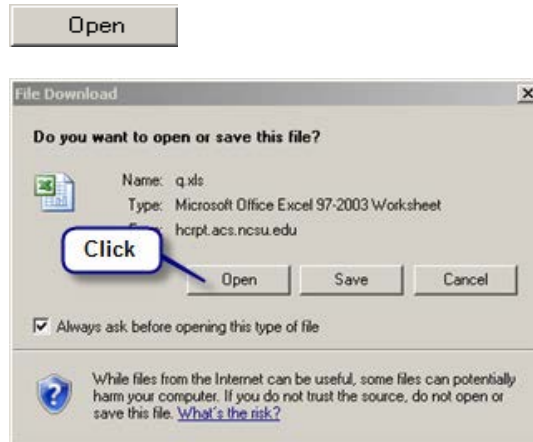 Open
File Download
Do you want to open or save this file?
Name: q.xls
Type: Microsoft Office Excel 97-2003 Worksheet
hcrpt.acs.ncsu.edu
Click
Open Save Cancel
Always ask before opening this type of file
While files from the Internet can be useful, some files can potentially
harm your computer. If you do not trust the source, do not open or
save this file. What's the risk?